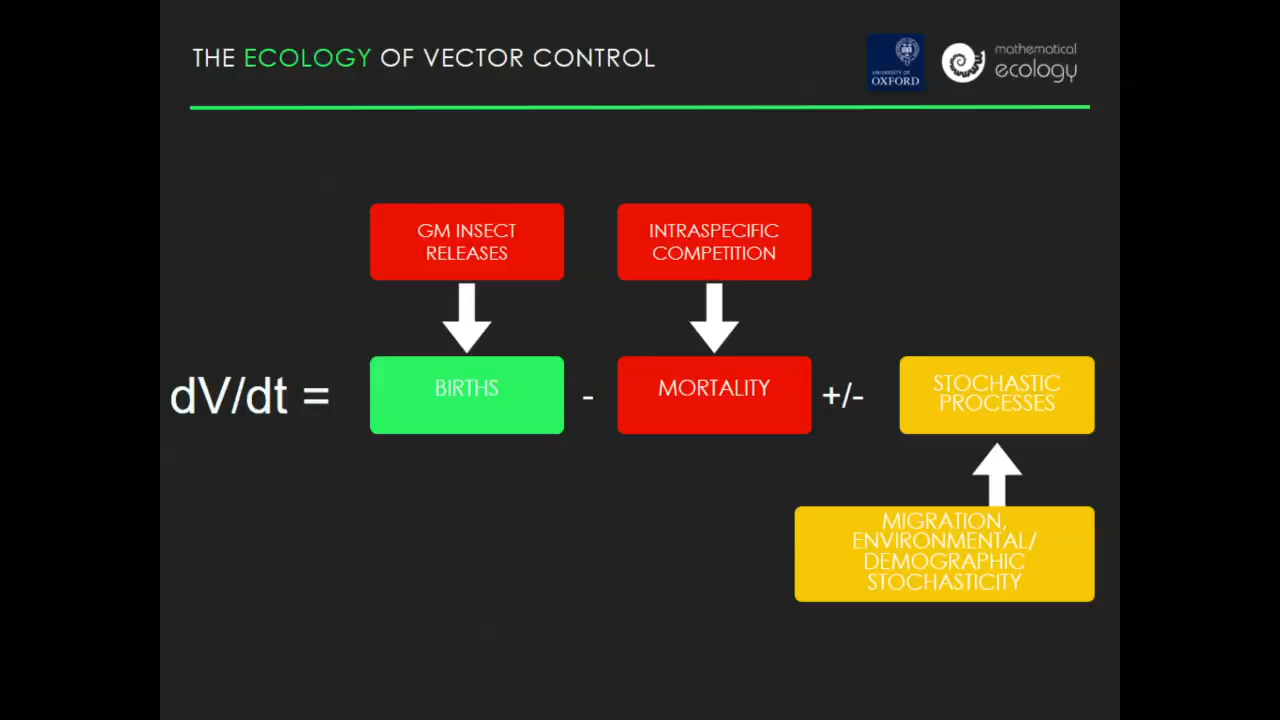 THE ECOLOGY OF VECTOR CONTROL
UNIVERSITY OF
OXFORD
mathematical
ecology
GM INSECT
RELEASES
INTRASPECIFIC
COMPETITION
dV/dt =
BIRTHS
-
MORTALITY
+/-
STOCHASTIC
PROCESSES
MIGRATION,
ENVIRONMENTAL/
DEMOGRAPHIC
STOCHASTICITY